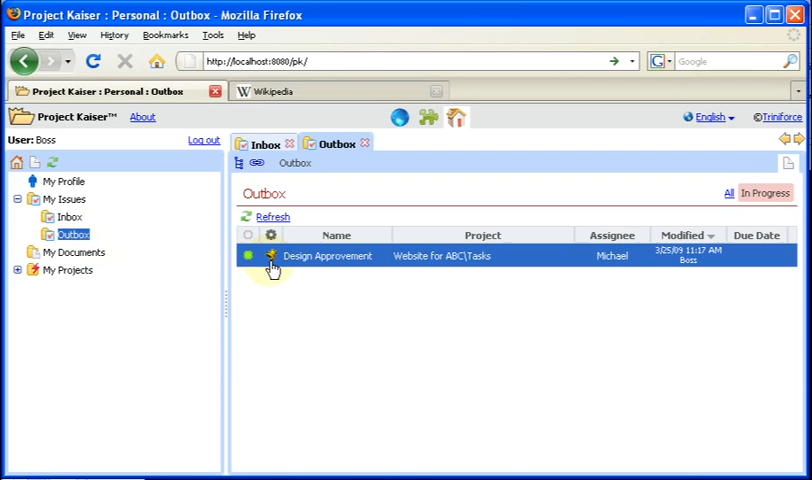 Project Kaiser : Personal : Outbox - Mozilla Firefox
File Edit View History Bookmarks Tools Help
http://localhost:8080/pk/ Google
Project Kaiser : Personal : Outbox W Wikipedia
Project Kaiser™ About English ©Triniforce
User: Boss Log out Inbox Outbox
Outbox
My Profile
My Issues
Inbox
Outbox
My Documents
My Projects
Outbox All In Progress
Refresh
Name Project Assignee Modified Due Date
Design Approvement Website for ABC\Tasks Michael 3/25/09 11:17 AM
Boss